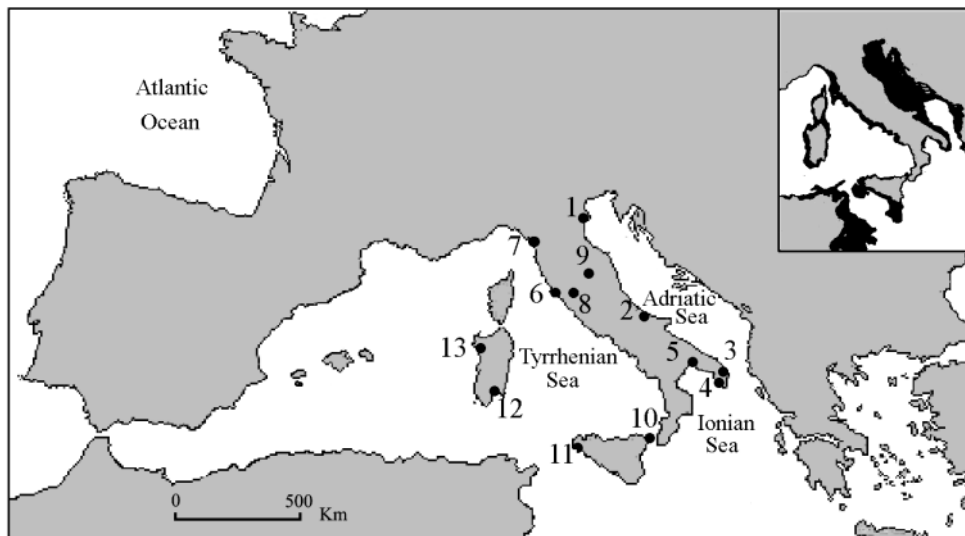 Atlantic
Ocean
1
7
9
6
8
2
Adriatic
Sea
13
Tyrrhenian
Sea
5
3
4
12
10
Ionian
Sea
11
0
500
Km